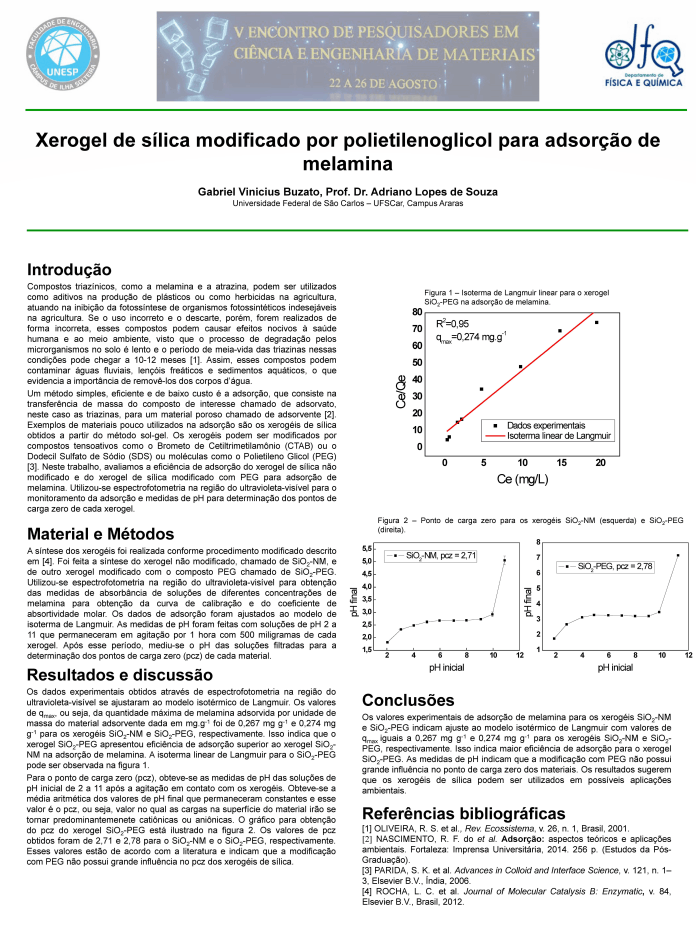 FACULDADE DE ENGENHARIA
UNESP
CÂMPUS DE ILHA SOLTEIRA
V ENCONTRO DE PESQUISADORES EM
CIÊNCIA E ENGENHARIA DE MATERIAIS
22 A 26 DE AGOSTO
dfq
Departamento de
FÍSICA E QUÍMICA
Xerogel de sílica modificado por polietilenoglicol para adsorção de
melamina
Gabriel Vinicius Buzato, Prof. Dr. Adriano Lopes de Souza
Universidade Federal de São Carlos – UFSCar, Campus Araras
Introdução
Compostos triazínicos, como a melamina e a atrazina, podem ser utilizados
como aditivos na produção de plásticos ou como herbicidas na agricultura,
atuando na inibição da fotossíntese de organismos fotossintéticos indesejáveis
na agricultura. Se o uso incorreto e o descarte, porém, forem realizados de
forma incorreta, esses compostos podem causar efeitos nocivos à saúde
humana e ao meio ambiente, visto que o processo de degradação pelos
microrganismos no solo é lento e o período de meia-vida das triazinas nessas
condições pode chegar a 10-12 meses [1]. Assim, esses compostos podem
contaminar águas fluviais, lençóis freáticos e sedimentos aquáticos, o que
evidencia a importância de removê-los dos corpos d'água.
Um método simples, eficiente e de baixo custo é a adsorção, que consiste na
transferência de massa do composto de interesse chamado de adsorvato,
neste caso as triazinas, para um material poroso chamado de adsorvente [2].
Exemplos de materiais pouco utilizados na adsorção são os xerogéis de sílica
obtidos a partir do método sol-gel. Os xerogéis podem ser modificados por
compostos tensoativos como o Brometo de Cetiltrimetilamônio (CTAB) ou o
Dodecil Sulfato de Sódio (SDS) ou moléculas como o Polietileno Glicol (PEG)
[3]. Neste trabalho, avaliamos a eficiência de adsorção do xerogel de sílica não
modificado e do xerogel de sílica modificado com PEG para adsorção de
melamina. Utilizou-se espectrofotometria na região do ultravioleta-visível para o
monitoramento da adsorção e medidas de pH para determinação dos pontos de
carga zero de cada xerogel.
Material e Métodos
A síntese dos xerogéis foi realizada conforme procedimento modificado descrito
em [4]. Foi feita a síntese do xerogel não modificado, chamado de SiO2-NM, e
de outro xerogel modificado com o composto PEG chamado de SiO2-PEG.
Utilizou-se espectrofotometria na região do ultravioleta-visível para obtenção
das medidas de absorbância de soluções de diferentes concentrações de
melamina para obtenção da curva de calibração e do coeficiente de
absortividade molar. Os dados de adsorção foram ajustados ao modelo de
isoterma de Langmuir. As medidas de pH foram feitas com soluções de pH 2 a
11 que permaneceram em agitação por 1 hora com 500 miligramas de cada
xerogel. Após esse período, mediu-se o pH das soluções filtradas para a
determinação dos pontos de carga zero (pcz) de cada material.
Resultados e discussão
Os dados experimentais obtidos através de espectrofotometria na região do
ultravioleta-visível se ajustaram ao modelo isotérmico de Langmuir. Os valores
de qmax, ou seja, da quantidade máxima de melamina adsorvida por unidade de
massa do material adsorvente dada em mg.g-1 foi de 0,267 mg g-1 e 0,274 mg
g-1 para os xerogéis SiO2-NM e SiO2-PEG, respectivamente. Isso indica que o
xerogel SiO2-PEG apresentou eficiência de adsorção superior ao xerogel SiO2-
NM na adsorção de melamina. A isoterma linear de Langmuir para o SiO2-PEG
pode ser observada na figura 1.
Para o ponto de carga zero (pcz), obteve-se as medidas de pH das soluções de
pH inicial de 2 a 11 após a agitação em contato com os xerogéis. Obteve-se a
média aritmética dos valores de pH final que permaneceram constantes e esse
valor é o pcz, ou seja, valor no qual as cargas na superfície do material irão se
tornar predominantemente catiônicas ou aniônicas. O gráfico para obtenção
do pcz do xerogel SiO2-PEG está ilustrado na figura 2. Os valores de pcz
obtidos foram de 2,71 e 2,78 para o SiO2-NM e o SiO2-PEG, respectivamente.
Esses valores estão de acordo com a literatura e indicam que a modificação
com PEG não possui grande influência no pcz dos xerogéis de sílica.
Figura 1 – Isoterma de Langmuir linear para o xerogel
SiO2-PEG na adsorção de melamina.
80
70
60
50
40
30
20
10
0
Ce/Qe
R2=0,95
qmax=0,274 mg.g-1
Dados experimentais
Isoterma linear de Langmuir
0 5 10 15 20
Ce (mg/L)
Figura 2 – Ponto de carga zero para os xerogéis SiO2-NM (esquerda) e SiO2-PEG
(direita).
5,5
5,0
4,5
4,0
3,5
3,0
2,5
2,0
1,5
pH final
SiO2-NM, pcz = 2,71
2 4 6 8 10 12
pH inicial
8
7
6
5
4
3
2
1
pH final
SiO2-PEG, pcz = 2,78
2 4 6 8 10 12
pH inicial
Conclusões
Os valores experimentais de adsorção de melamina para os xerogéis SiO2-NM
e SiO2-PEG indicam ajuste ao modelo isotérmico de Langmuir com valores de
qmax iguais a 0,267 mg g-1 e 0,274 mg g-1 para os xerogéis SiO2-NM e SiO2-
PEG, respectivamente. Isso indica maior eficiência de adsorção para o xerogel
SiO2-PEG. As medidas de pH indicam que a modificação com PEG não possui
grande influência no ponto de carga zero dos materiais. Os resultados sugerem
que os xerogéis de sílica podem ser utilizados em possíveis aplicações
ambientais.
Referências bibliográficas
[1] OLIVEIRA, R. S. et al., Rev. Ecossistema, v. 26, n. 1, Brasil, 2001.
[2] NASCIMENTO, R. F. do et al. Adsorção: aspectos teóricos e aplicações
ambientais. Fortaleza: Imprensa Universitária, 2014. 256 p. (Estudos da Pós-
Graduação).
[3] PARIDA, S. K. et al. Advances in Colloid and Interface Science, v. 121, n. 1–
3, Elsevier B.V., Índia, 2006.
[4] ROCHA, L. C. et al. Journal of Molecular Catalysis B: Enzymatic, v. 84,
Elsevier B.V., Brasil, 2012.